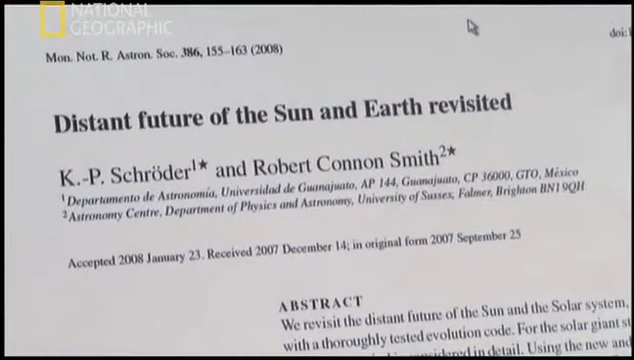 NATIONAL
GEOGRAPHIC
doi:
Mon. Not. R. Astron. Soc. 386, 155–163 (2008)
Distant future of the Sun and Earth revisited
K.-P. Schröder¹★ and Robert Connon Smith²★
¹Departamento de Astronomía, Universidad de Guanajuato, AP 144, Guanajuato, CP 36000, GTO, México
²Astronomy Centre, Department of Physics and Astronomy, University of Sussex, Falmer, Brighton BN1 9QH
Accepted 2008 January 23. Received 2007 December 14; in original form 2007 September 25
ABSTRACT
We revisit the distant future of the Sun and the Solar system,
with a thoroughly tested evolution code. For the solar giant
considered in detail. Using the new and